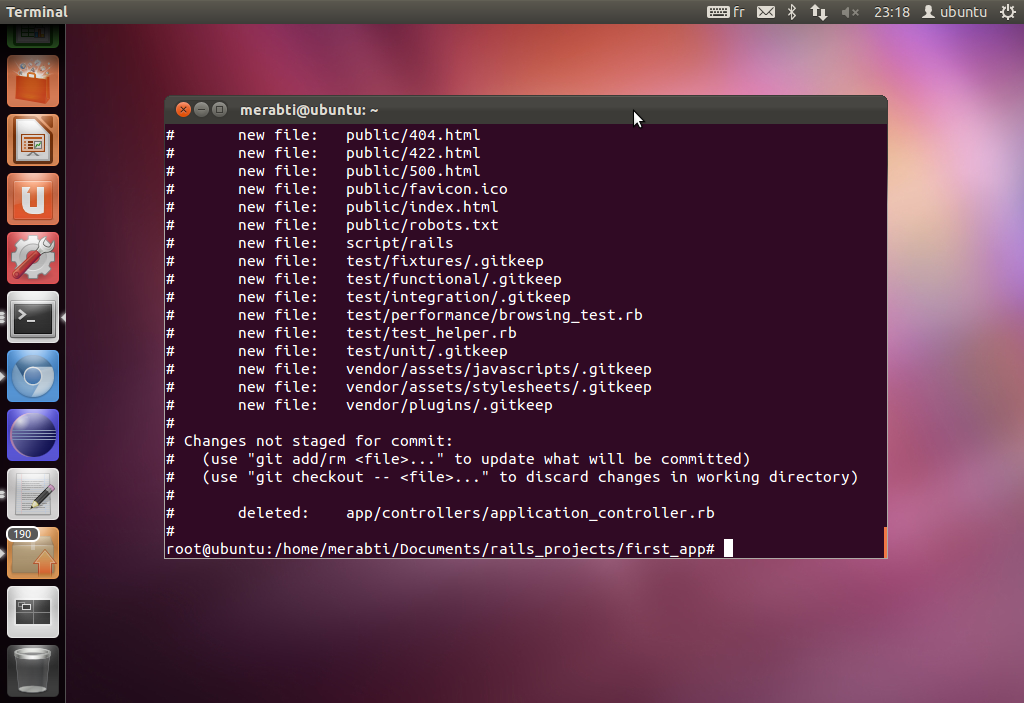 Terminal
fr
23:18
ubuntu
merabti@ubuntu: ~
# new file: public/404.html
# new file: public/422.html
# new file: public/500.html
# new file: public/favicon.ico
# new file: public/index.html
# new file: public/robots.txt
# new file: script/rails
# new file: test/fixtures/.gitkeep
# new file: test/functional/.gitkeep
# new file: test/integration/.gitkeep
# new file: test/performance/browsing_test.rb
# new file: test/test_helper.rb
# new file: test/unit/.gitkeep
# new file: vendor/assets/javascripts/.gitkeep
# new file: vendor/assets/stylesheets/.gitkeep
# new file: vendor/plugins/.gitkeep
#
# Changes not staged for commit:
# (use "git add/rm <file>..." to update what will be committed)
# (use "git checkout -- <file>..." to discard changes in working directory)
#
# deleted: app/controllers/application_controller.rb
#
root@ubuntu:/home/merabti/Documents/rails_projects/first_app#
>_
190